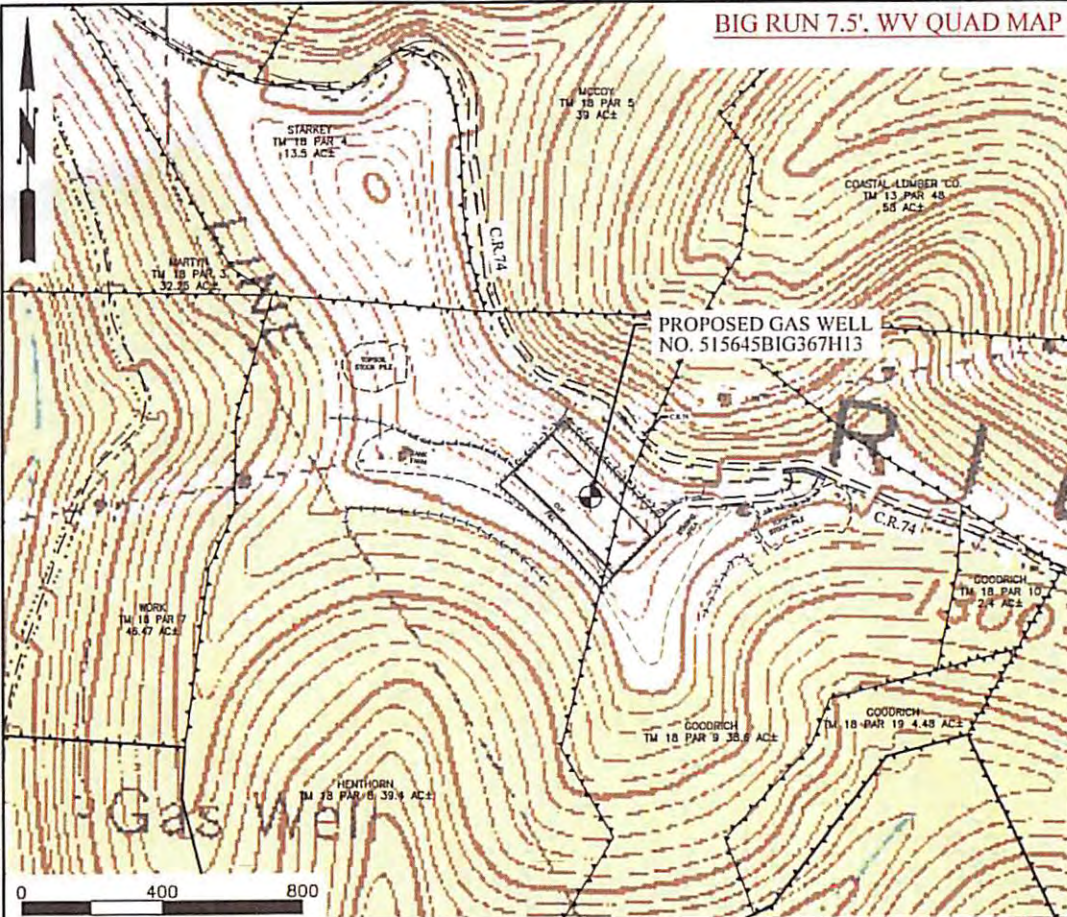 BIG RUN 7.5'. WV QUAD MAP
N
MCCOY
TM 18 PAR 5
39 AC±
STARKEY
TM 18 PAR 4
13.5 AC±
COASTAL LUMBER CO.
TM 13 PAR 48
58 AC±
C.R.74
MARTYN
TM 18 PAR 3
32.25 AC±
PROPOSED GAS WELL
NO. 515645BIG367H13
TOPSOIL
STOCK PILE
R
I
C.R.74
STOCK PILE
GOODRICH
TM 18 PAR 10
2.4 AC±
WORK
TM 18 PAR 7
46.47 AC±
GOODRICH
TM 18 PAR 9 38.6 AC±
GOODRICH
TM 18 PAR 19 4.48 AC±
HENTHORN
TM 18 PAR 8 39.4 AC±
Gas Well
0 400 800